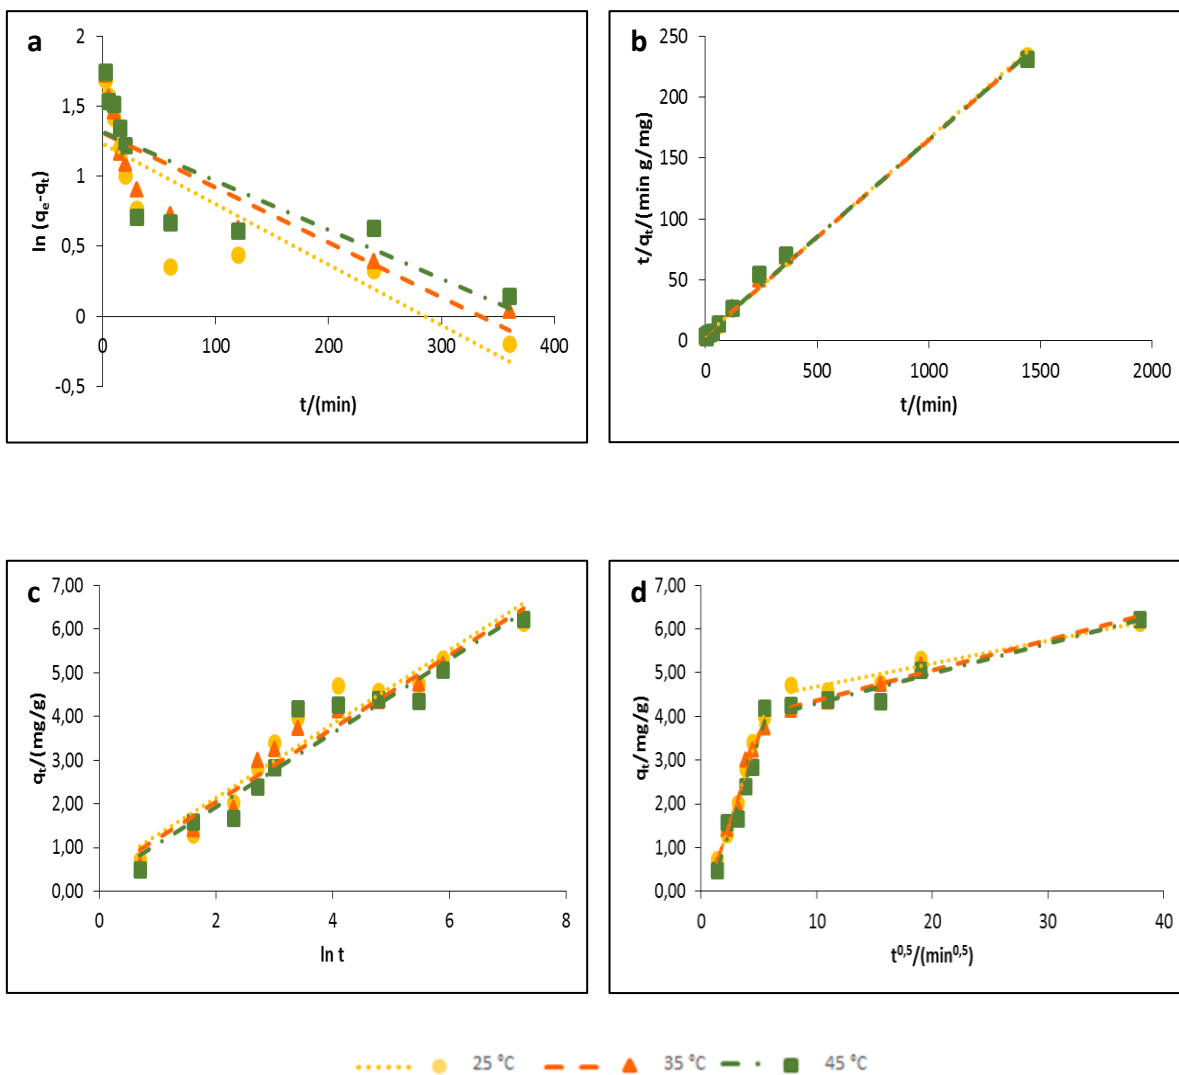 a
2
1,5
1
0,5
0
-0,5
0 100 200 300 400
ln (qₑ-qₜ)
t/(min)
b
250
200
150
100
50
0
0 500 1000 1500 2000
t/qₜ/(min g/mg)
t/(min)
c
7,00
6,00
5,00
4,00
3,00
2,00
1,00
0,00
0 2 4 6 8
qₜ/(mg/g)
ln t
d
7,00
6,00
5,00
4,00
3,00
2,00
1,00
0,00
0 10 20 30 40
qₜ/mg/g)
t^0,5/(min^0,5)
25 °C 35 °C 45 °C